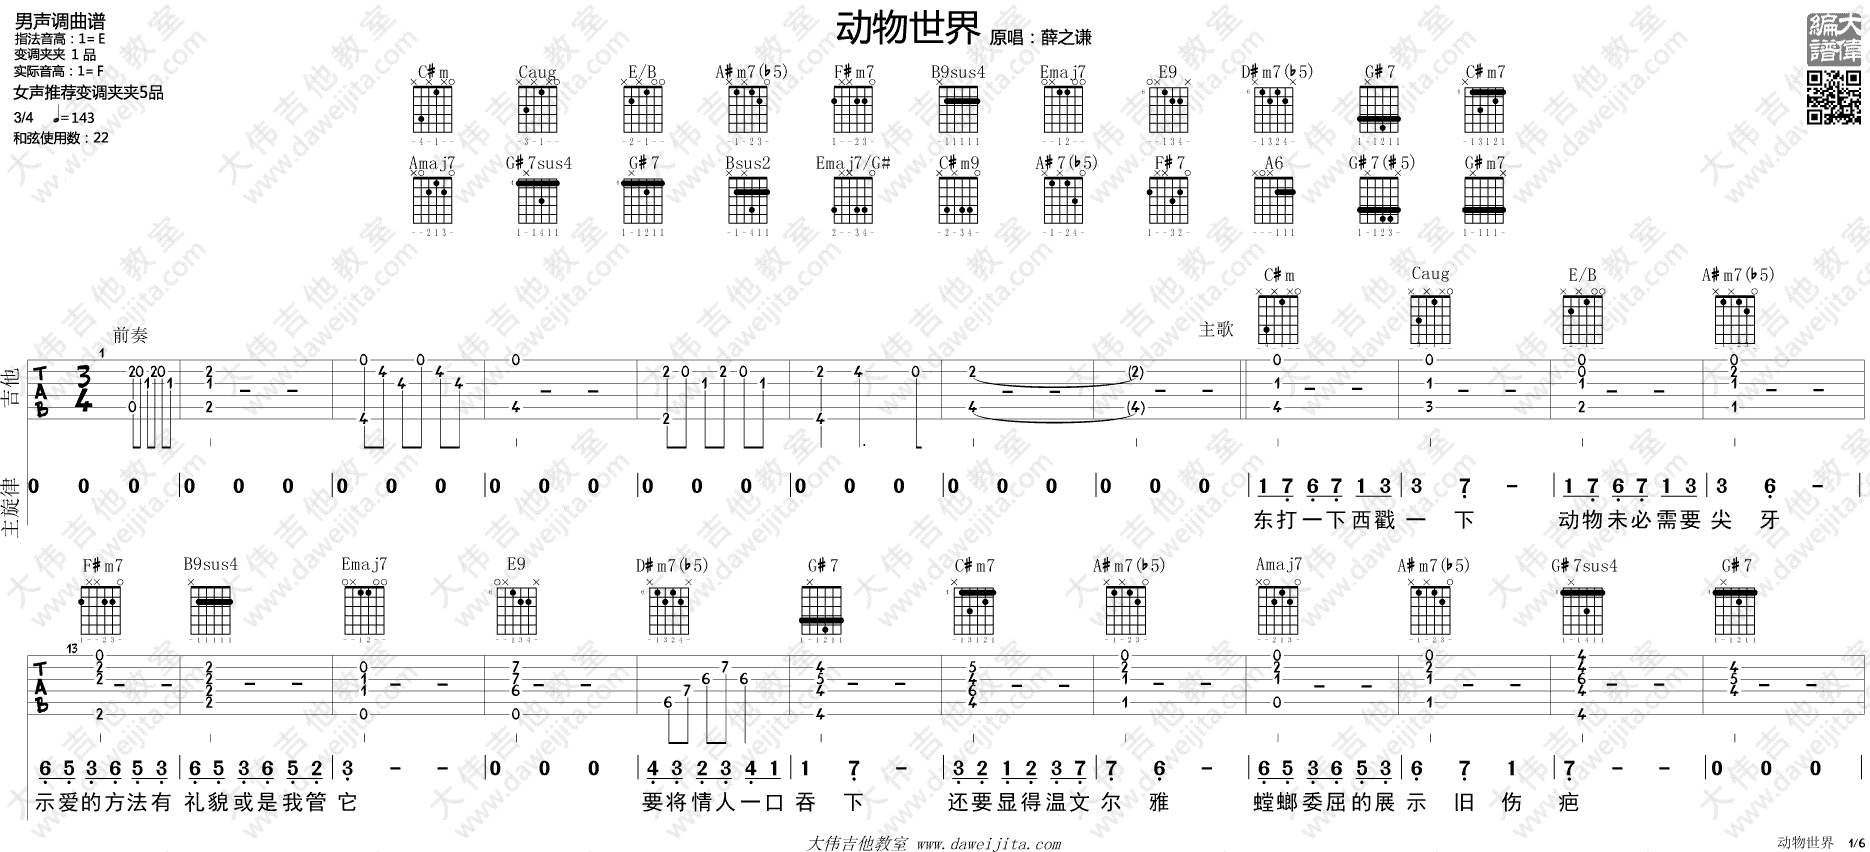 男声调曲谱
指法音高：1= E
变调夹夹 1 品
实际音高：1= F
女声推荐变调夹夹5品
3/4 ♩=143
和弦使用数：22
动物世界 原唱：薛之谦
大偉編譜
C♯m Caug E/B A♯m7(♭5) F♯m7 B9sus4 Emaj7 E9 D♯m7(♭5) G♯7 C♯m7
Amaj7 G♯7sus4 G♯7 Bsus2 Emaj7/G# C♯m9 A♯7(♭5) F♯7 A6 G♯7(♯5) G♯m7
C♯m Caug E/B A♯m7(♭5)
前奏 主歌
吉他
主旋律
0 0 0 0 0 0 0 0 0 0 0 0 0 0 0 0 0 0 0 0 0 0 0 0 1 7 6 7 1 3 3 7 - 1 7 6 7 1 3 3 6 -
东打一下西戳一下 动物未必需要尖牙
F♯m7 B9sus4 Emaj7 E9 D♯m7(♭5) G♯7 C♯m7 A♯m7(♭5) Amaj7 A♯m7(♭5) G♯7sus4 G♯7
13
6 5 3 6 5 3 6 5 3 6 5 2 3 - - 0 0 0 4 3 2 3 4 1 1 7 - 3 2 1 2 3 7 7 6 - 6 5 3 6 5 3 6 7 1 7 - - 0 0 0
示爱的方法有礼貌或是我管它 要将情人一口吞下 还要显得温文尔雅 螳螂委屈的展示旧伤疤
大伟吉他教室 www.daweijita.com
动物世界 1/6